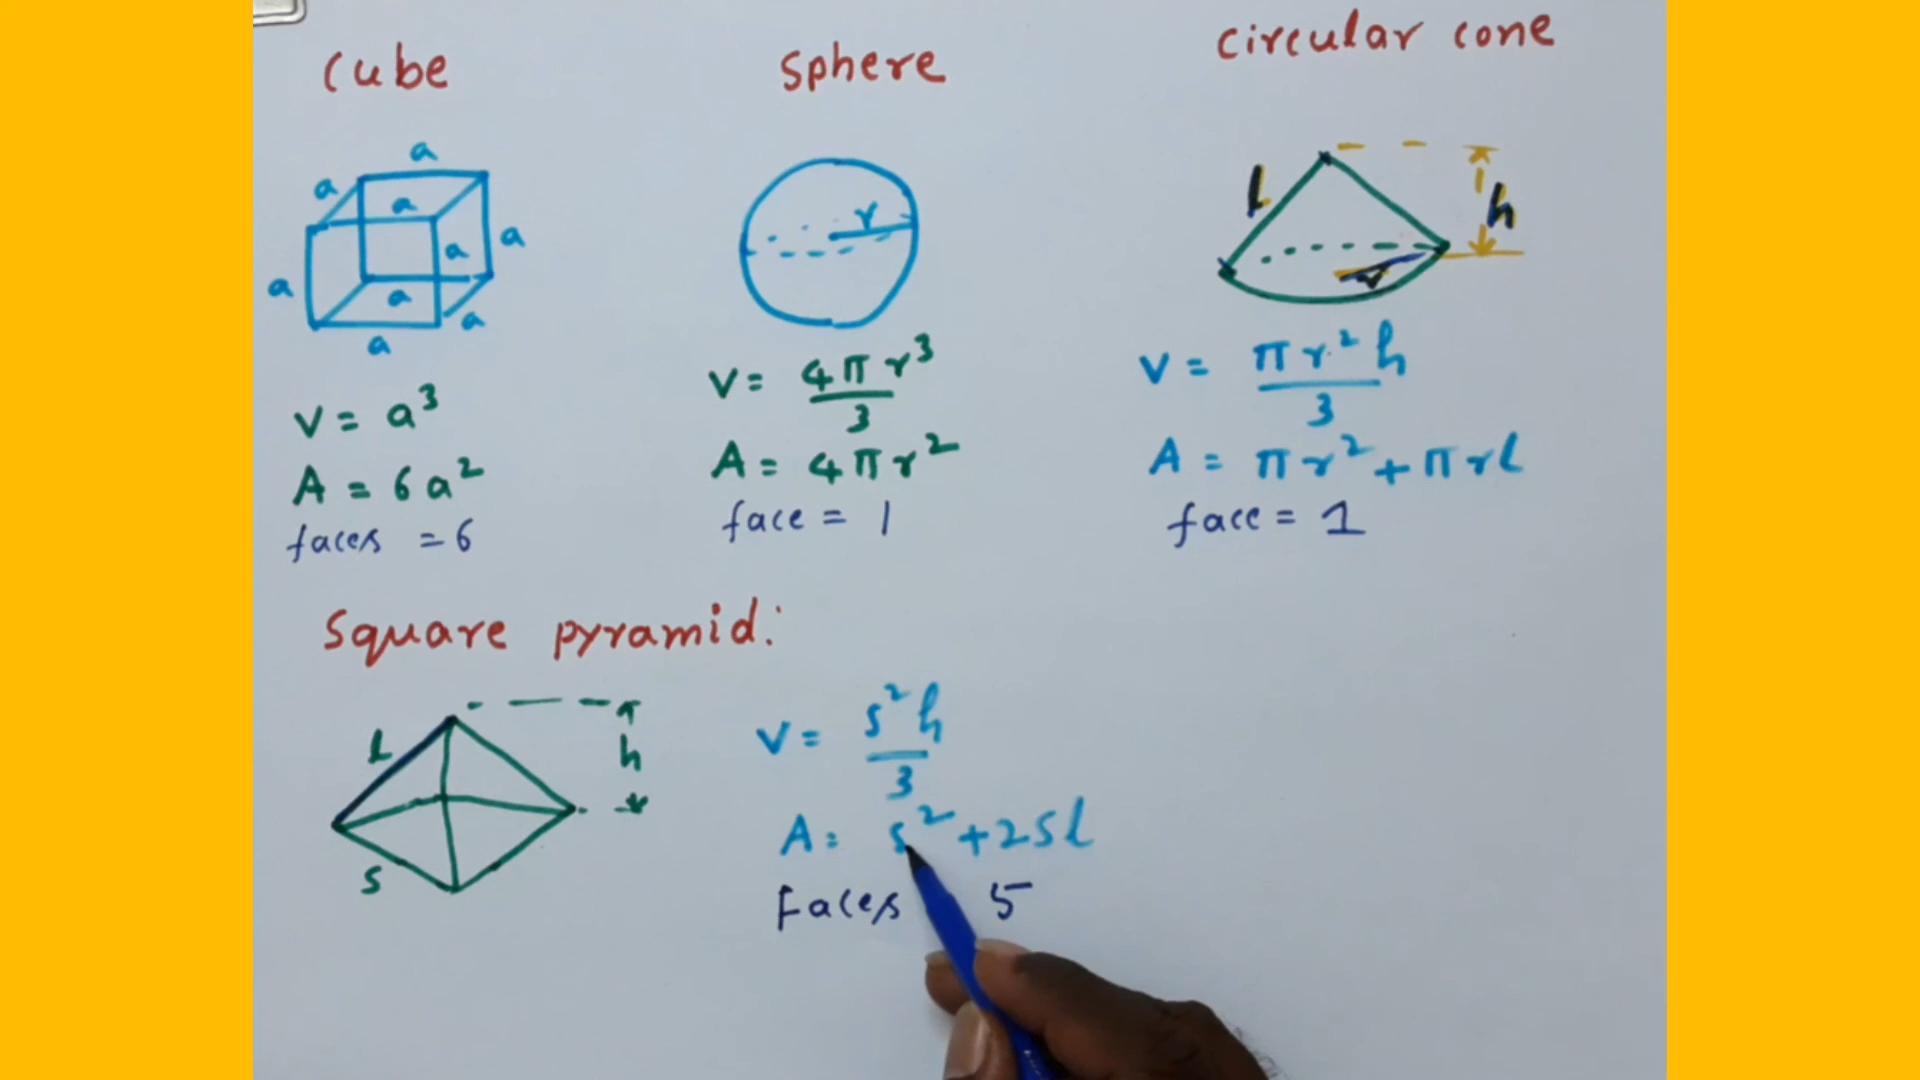 Cube
a
a
a
a
a
a
a
a
a
V = a³
A = 6a²
faces = 6
Sphere
r
V = 4πr³/3
A = 4πr²
face = 1
Circular cone
l
h
r
V = πr²h/3
A = πr² + πrl
face = 1
Square pyramid:
l
h
s
V = s²h/3
A = s² + 2sl
Faces 5